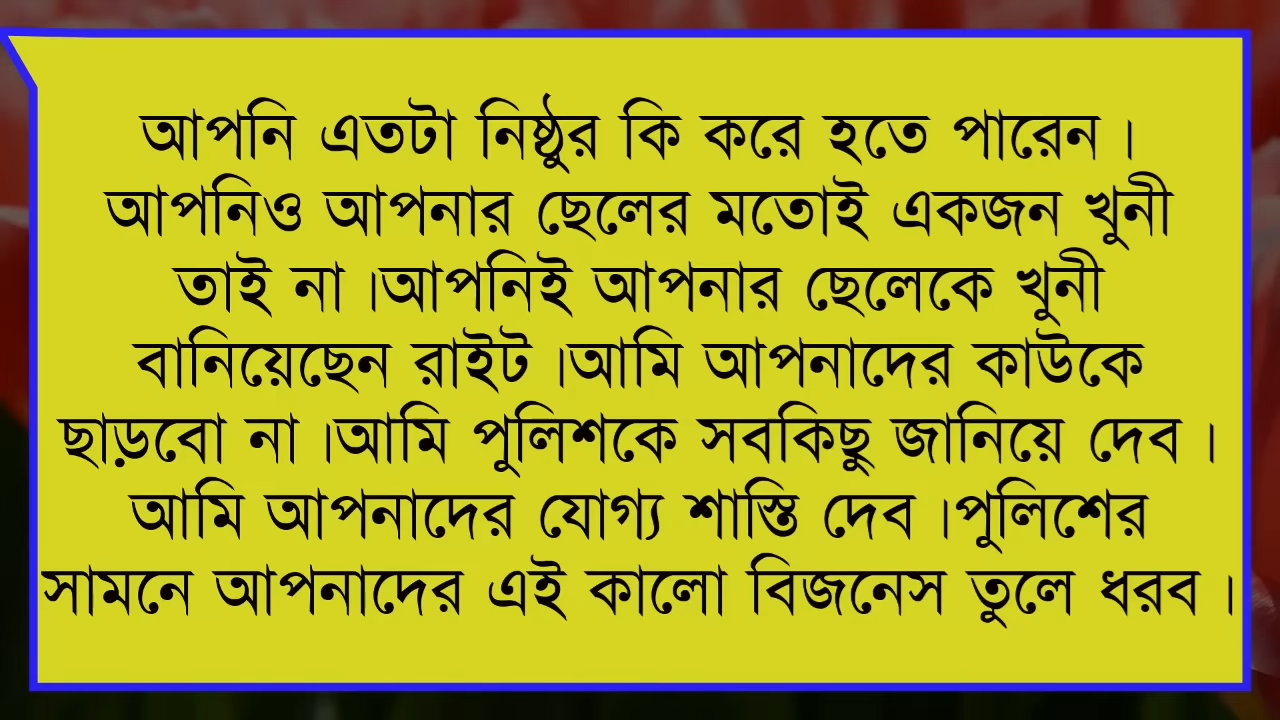 আপনি এতটা নিষ্ঠুর কি করে হতে পারেন ।
আপনিও আপনার ছেলের মতোই একজন খুনী
তাই না ।আপনিই আপনার ছেলেকে খুনী
বানিয়েছেন রাইট ।আমি আপনাদের কাউকে
ছাড়বো না ।আমি পুলিশকে সবকিছু জানিয়ে দেব ।
আমি আপনাদের যোগ্য শাস্তি দেব ।পুলিশের
সামনে আপনাদের এই কালো বিজনেস তুলে ধরব ।